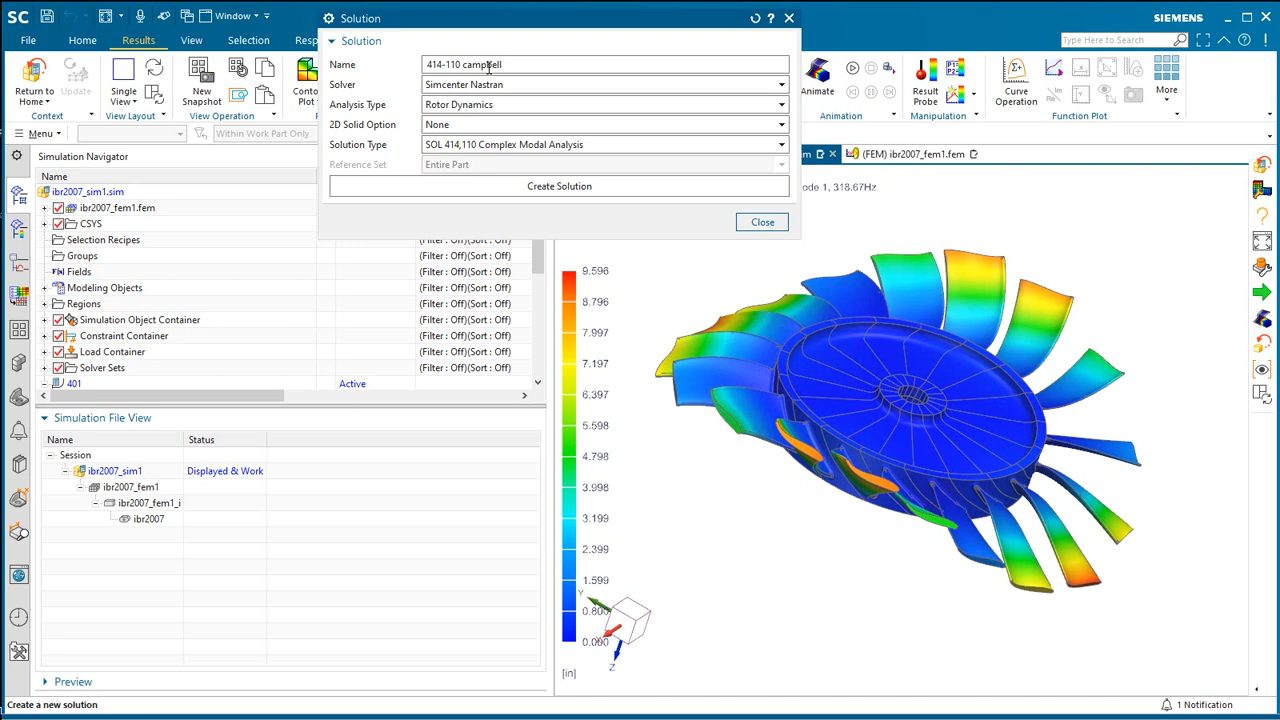 SC
Window
Solution
SIEMENS
File
Home
Results
View
Selection
Resp
Type Here to Search
Return to Home
Single View
New Snapshot
Contou Plot
Animate
Result Probe
Curve Operation
More
Context
View Layout
View Operation
Animation
Manipulation
Function Plot
Menu
Within Work Part Only
Solution
Name
414-110 campbell
Solver
Simcenter Nastran
Analysis Type
Rotor Dynamics
2D Solid Option
None
Solution Type
SOL 414,110 Complex Modal Analysis
Reference Set
Entire Part
Create Solution
Close
(FEM) ibr2007_fem1.fem
ode 1, 318.67Hz
Simulation Navigator
Name
ibr2007_sim1.sim
ibr2007_fem1.fem
CSYS
Selection Recipes
(Filter : Off)(Sort : Off)
Groups
(Filter : Off)(Sort : Off)
Fields
(Filter : Off)(Sort : Off)
Modeling Objects
(Filter : Off)(Sort : Off)
Regions
(Filter : Off)(Sort : Off)
Simulation Object Container
(Filter : Off)(Sort : Off)
Constraint Container
(Filter : Off)(Sort : Off)
Load Container
(Filter : Off)(Sort : Off)
Solver Sets
(Filter : Off)(Sort : Off)
401
Active
Simulation File View
Name
Status
Session
ibr2007_sim1
Displayed & Work
ibr2007_fem1
ibr2007_fem1_i
ibr2007
Preview
9.596
8.796
7.997
7.197
6.397
5.598
4.798
3.998
3.199
2.399
1.599
0.800
0.000
[in]
Y
X
Z
Create a new solution
1 Notification